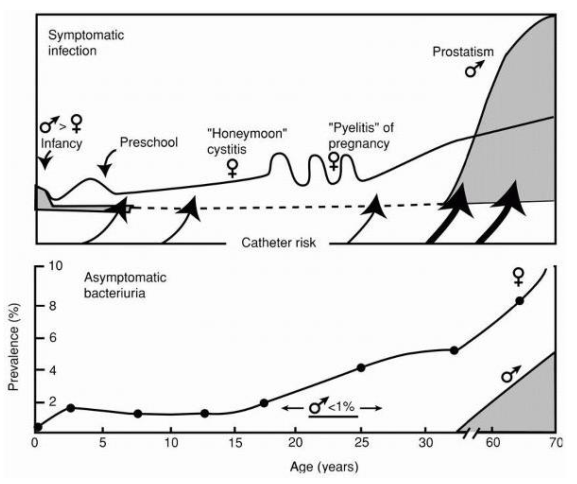 Symptomatic
infection
Prostatism
♂
♂ > ♀
Infancy
Preschool
"Honeymoon"
cystitis
♀
"Pyelitis" of
pregnancy
♀
Catheter risk
Asymptomatic
bacteriuria
♀
♂
♂<1%
Prevalence (%)
10
8
6
4
2
0 5 10 15 20 25 30 60 70
Age (years)